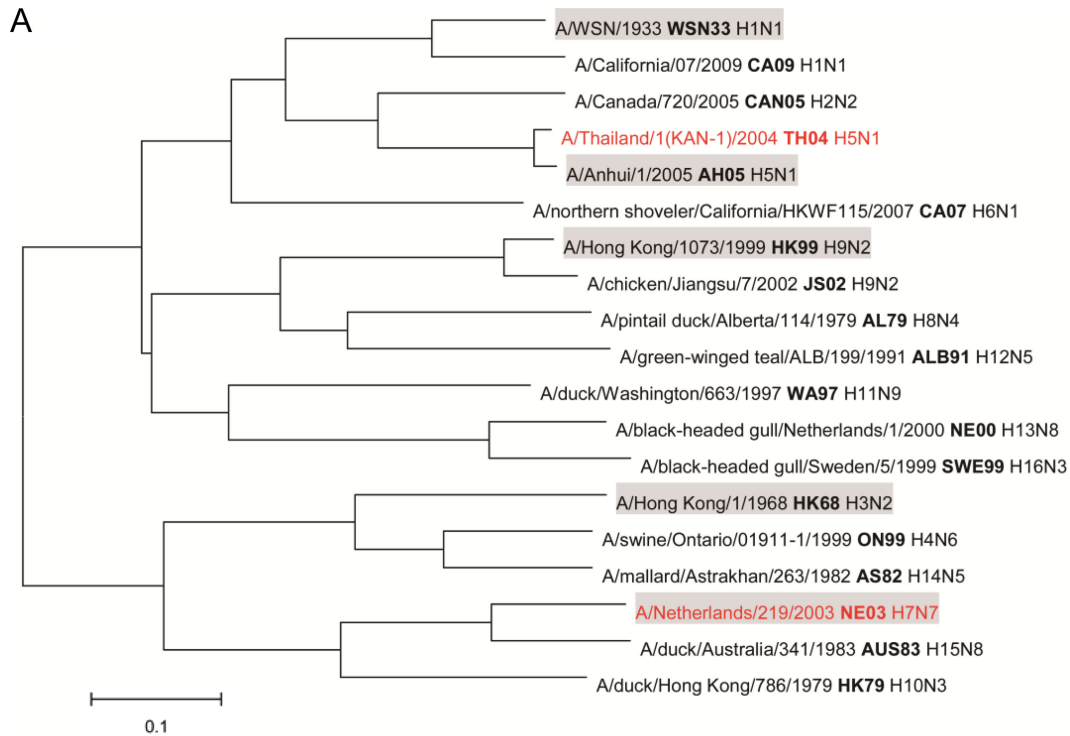 A
A/WSN/1933 WSN33 H1N1
A/California/07/2009 CA09 H1N1
A/Canada/720/2005 CAN05 H2N2
A/Thailand/1(KAN-1)/2004 TH04 H5N1
A/Anhui/1/2005 AH05 H5N1
A/northern shoveler/California/HKWF115/2007 CA07 H6N1
A/Hong Kong/1073/1999 HK99 H9N2
A/chicken/Jiangsu/7/2002 JS02 H9N2
A/pintail duck/Alberta/114/1979 AL79 H8N4
A/green-winged teal/ALB/199/1991 ALB91 H12N5
A/duck/Washington/663/1997 WA97 H11N9
A/black-headed gull/Netherlands/1/2000 NE00 H13N8
A/black-headed gull/Sweden/5/1999 SWE99 H16N3
A/Hong Kong/1/1968 HK68 H3N2
A/swine/Ontario/01911-1/1999 ON99 H4N6
A/mallard/Astrakhan/263/1982 AS82 H14N5
A/Netherlands/219/2003 NE03 H7N7
A/duck/Australia/341/1983 AUS83 H15N8
A/duck/Hong Kong/786/1979 HK79 H10N3
0.1